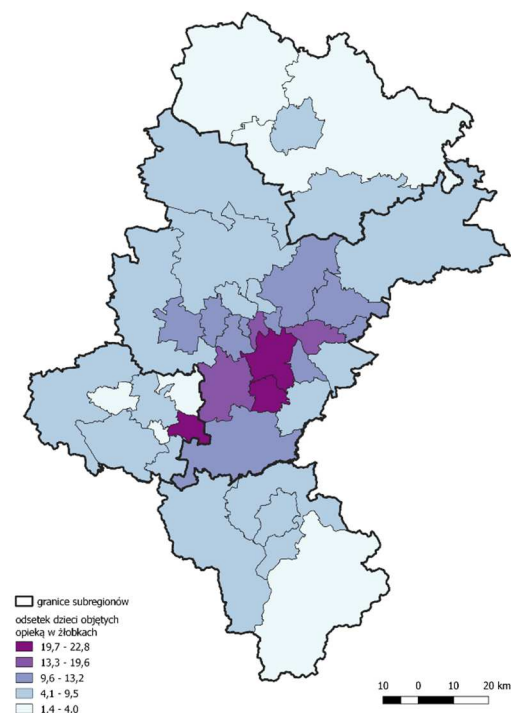 granice subregionów
odsetek dzieci objętych
opieką w żłobkach
19,7 - 22,8
13,3 - 19,6
9,6 - 13,2
4,1 - 9,5
1,4 - 4,0
10 0 10 20 km